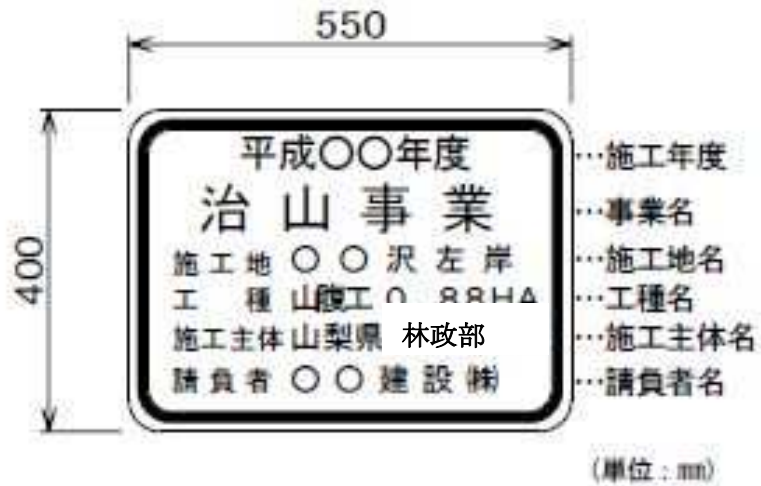 550
400
平成〇〇年度 …施工年度
治山事業 …事業名
施工地 〇〇沢左岸 …施工地名
工種 山腹工0.88HA …工種名
施工主体 山梨県 林政部 …施工主体名
請負者 〇〇建設㈱ …請負者名
(単位:㎜)